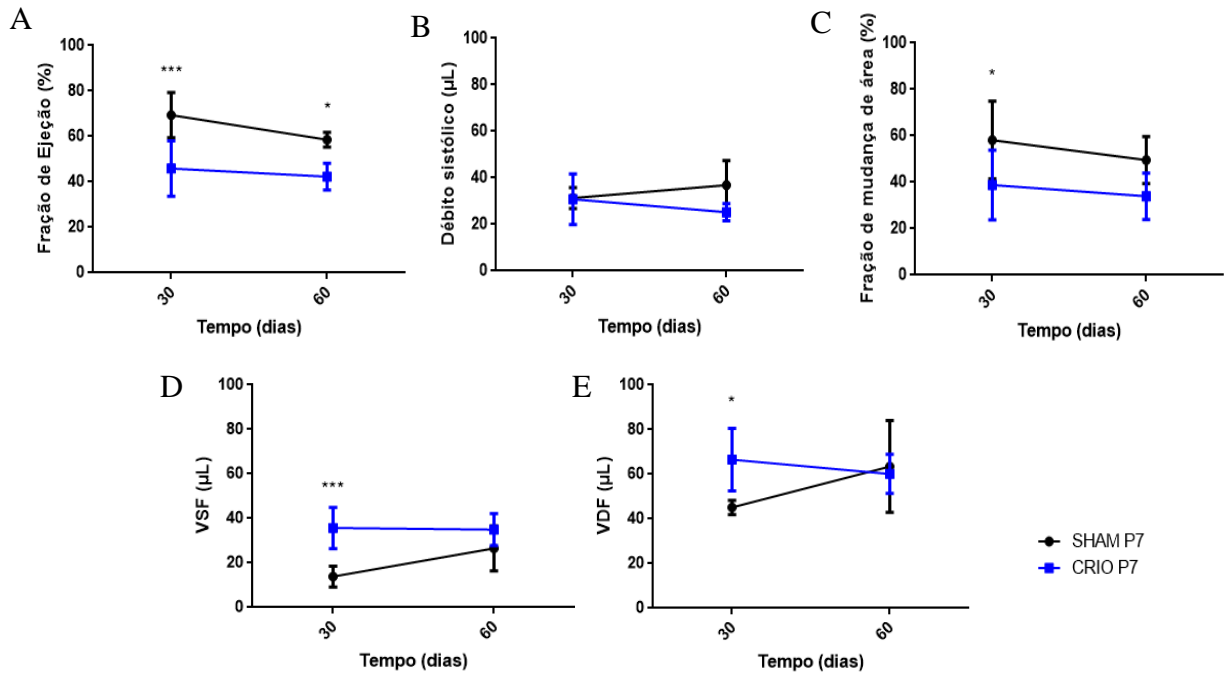 A
Fração de Ejeção (%)
100
80
60
40
20
0
***
*
30
60
Tempo (dias)
B
Débito sistólico (µL)
100
80
60
40
20
0
30
60
Tempo (dias)
C
Fração de mudança de área (%)
100
80
60
40
20
0
*
30
60
Tempo (dias)
D
VSF (µL)
100
80
60
40
20
0
***
30
60
Tempo (dias)
E
VDF (µL)
100
80
60
40
20
0
*
30
60
Tempo (dias)
SHAM P7
CRIO P7